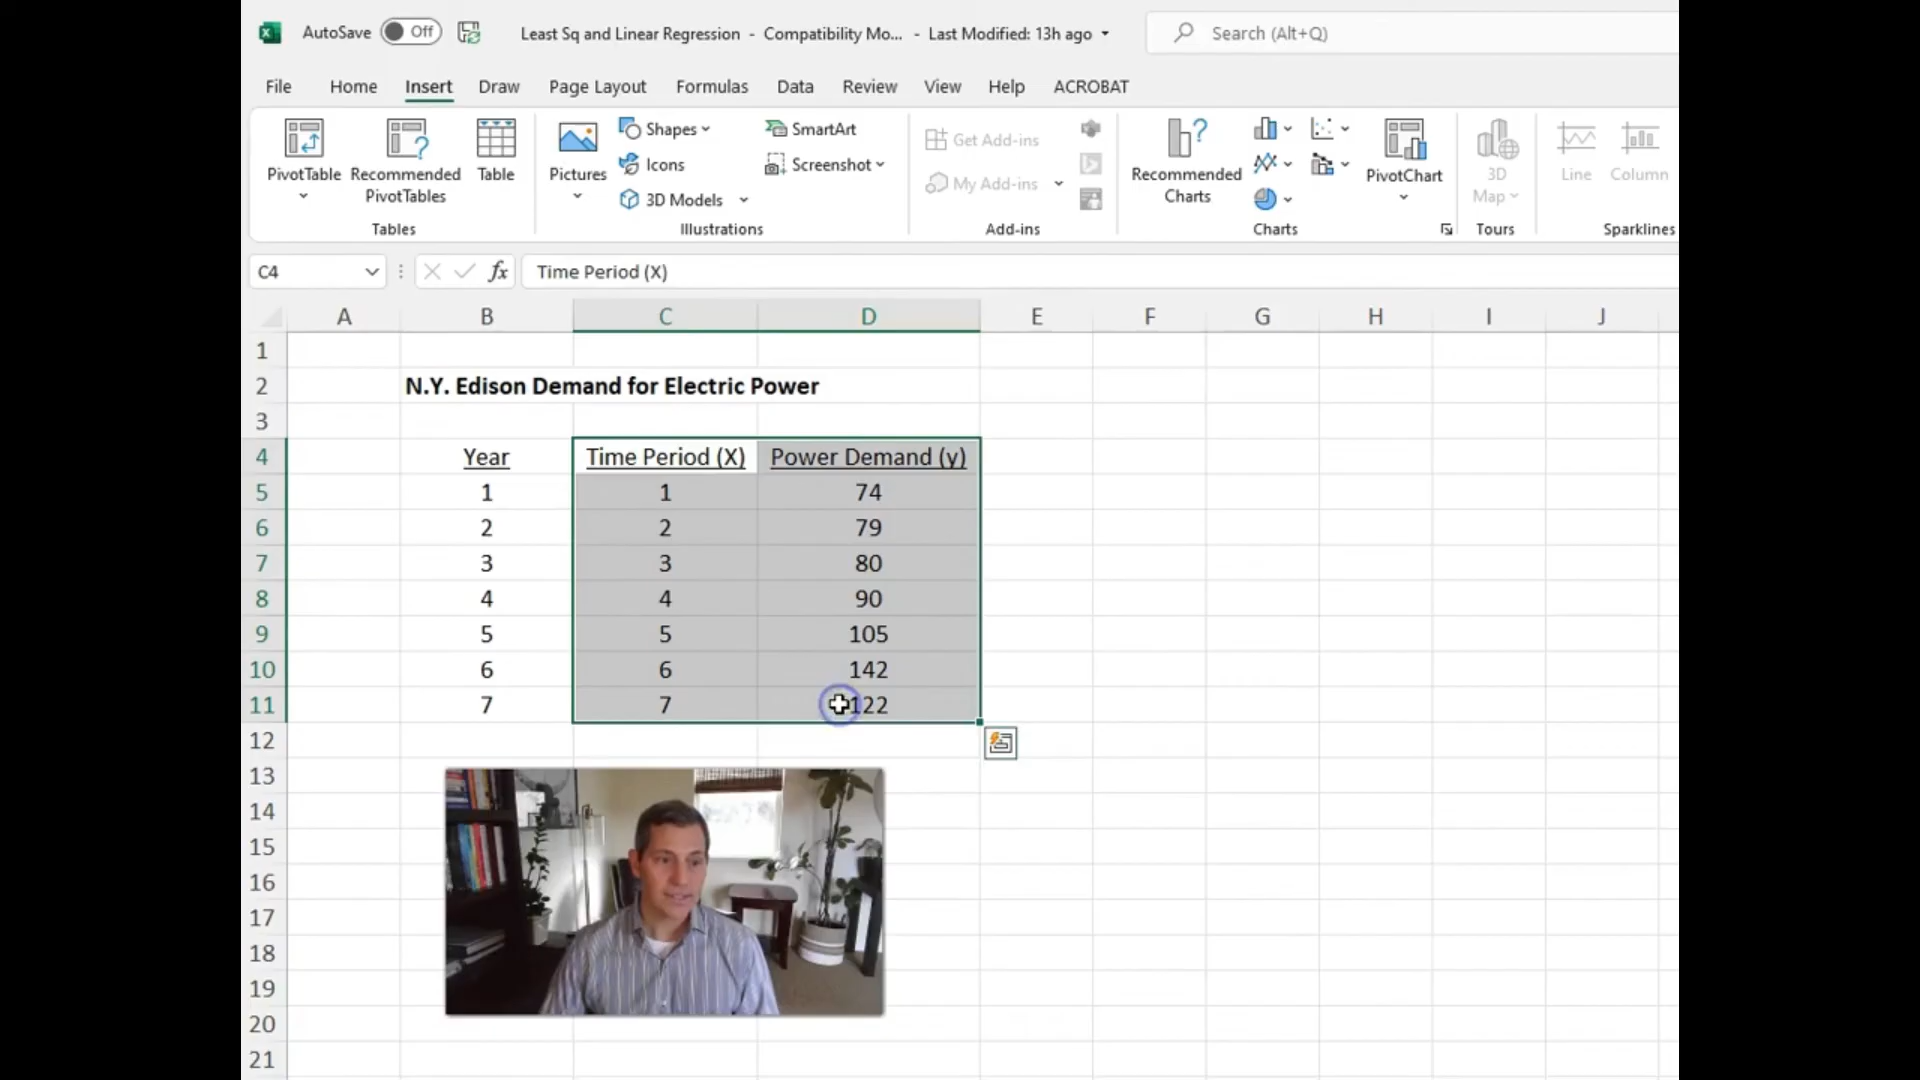 AutoSave Off Least Sq and Linear Regression - Compatibility Mo... - Last Modified: 13h ago Search (Alt+Q)
File Home Insert Draw Page Layout Formulas Data Review View Help ACROBAT
PivotTable
Recommended
PivotTables
Table
Tables
Pictures
Shapes
Icons
3D Models
SmartArt
Screenshot
Illustrations
Get Add-ins
My Add-ins
Add-ins
Recommended
Charts
PivotChart
Charts
3D
Map
Tours
Line
Column
Sparklines
C4 fx Time Period (X)
A B C D E F G H I J
1
2 N.Y. Edison Demand for Electric Power
3
4 Year Time Period (X) Power Demand (y)
5 1 1 74
6 2 2 79
7 3 3 80
8 4 4 90
9 5 5 105
10 6 6 142
11 7 7 122
12
13
14
15
16
17
18
19
20
21